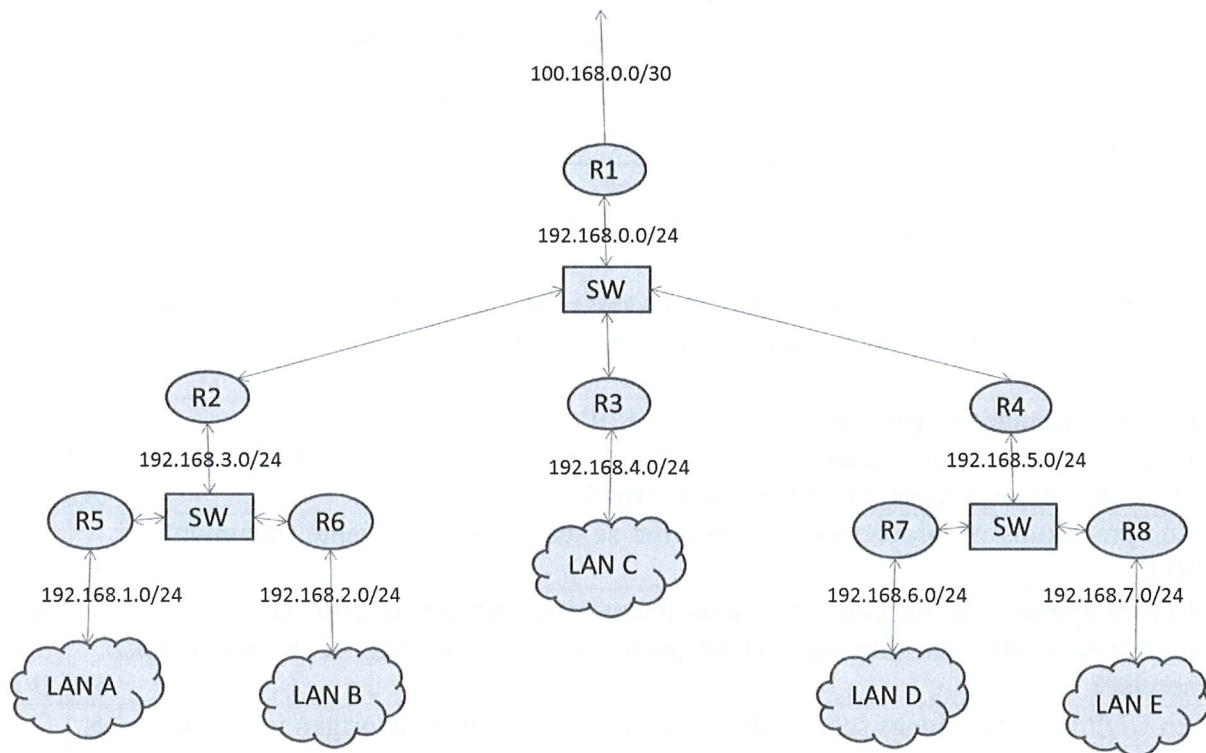 100.168.0.0/30
R1
192.168.0.0/24
SW
R2
R3
R4
192.168.3.0/24
192.168.4.0/24
192.168.5.0/24
R5
SW
R6
R7
SW
R8
LAN C
192.168.1.0/24
192.168.2.0/24
192.168.6.0/24
192.168.7.0/24
LAN A
LAN B
LAN D
LAN E